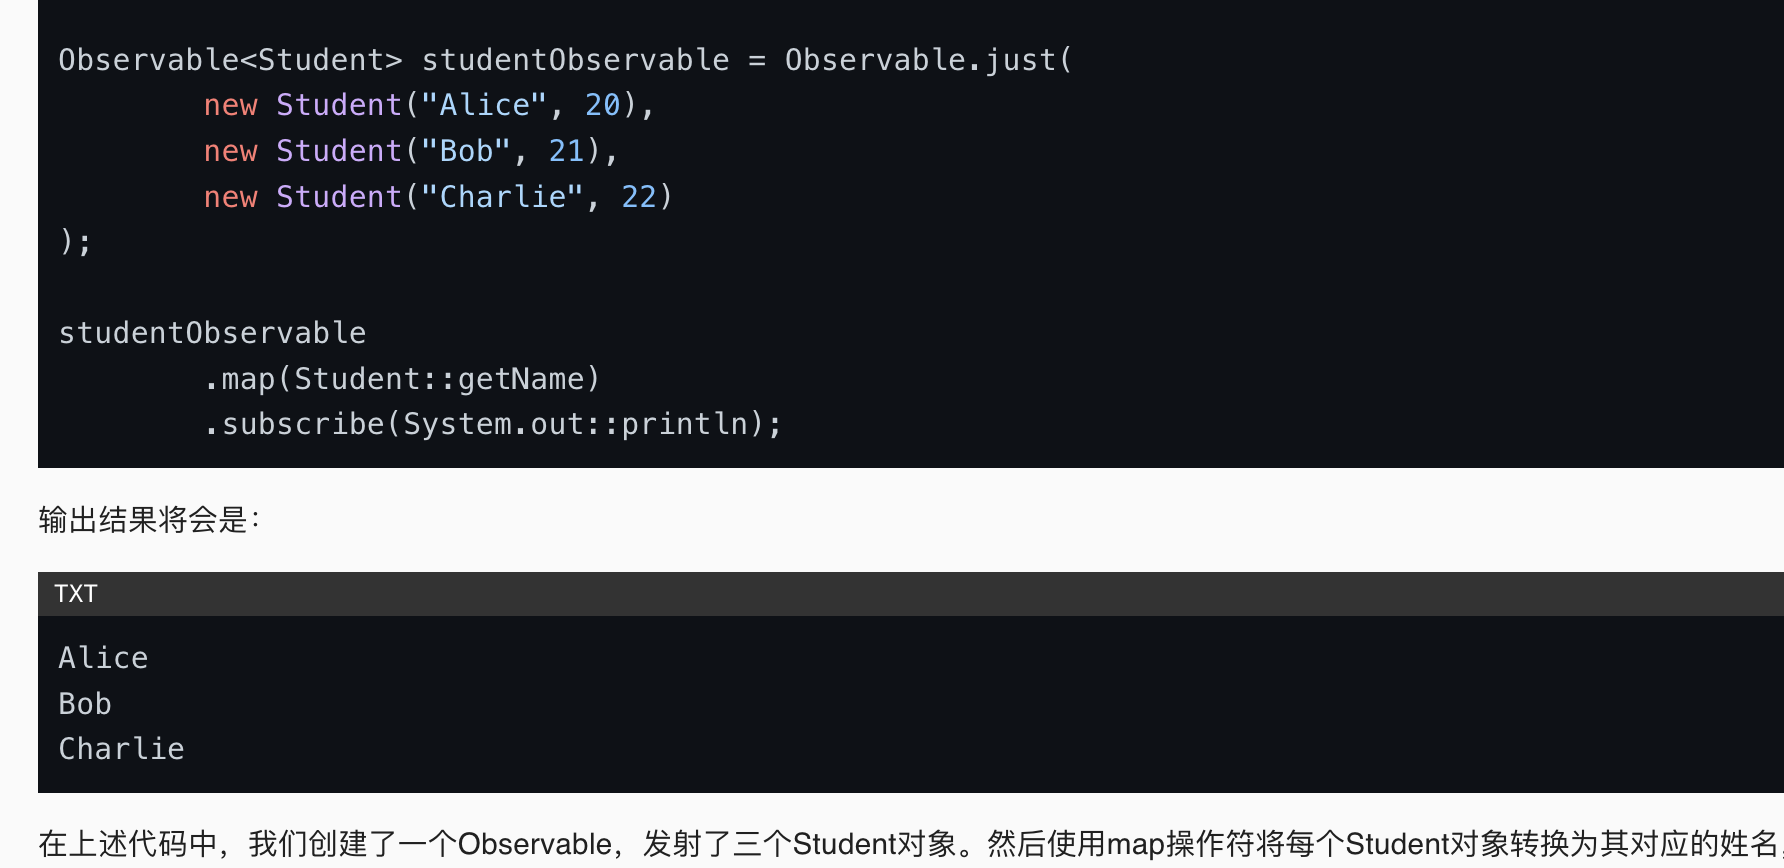 Observable<Student> studentObservable = Observable.just(
        new Student("Alice", 20),
        new Student("Bob", 21),
        new Student("Charlie", 22)
);
studentObservable
        .map(Student::getName)
        .subscribe(System.out::println);
输出结果将会是：
TXT
Alice
Bob
Charlie
在上述代码中，我们创建了一个Observable，发射了三个Student对象。然后使用map操作符将每个Student对象转换为其对应的姓名